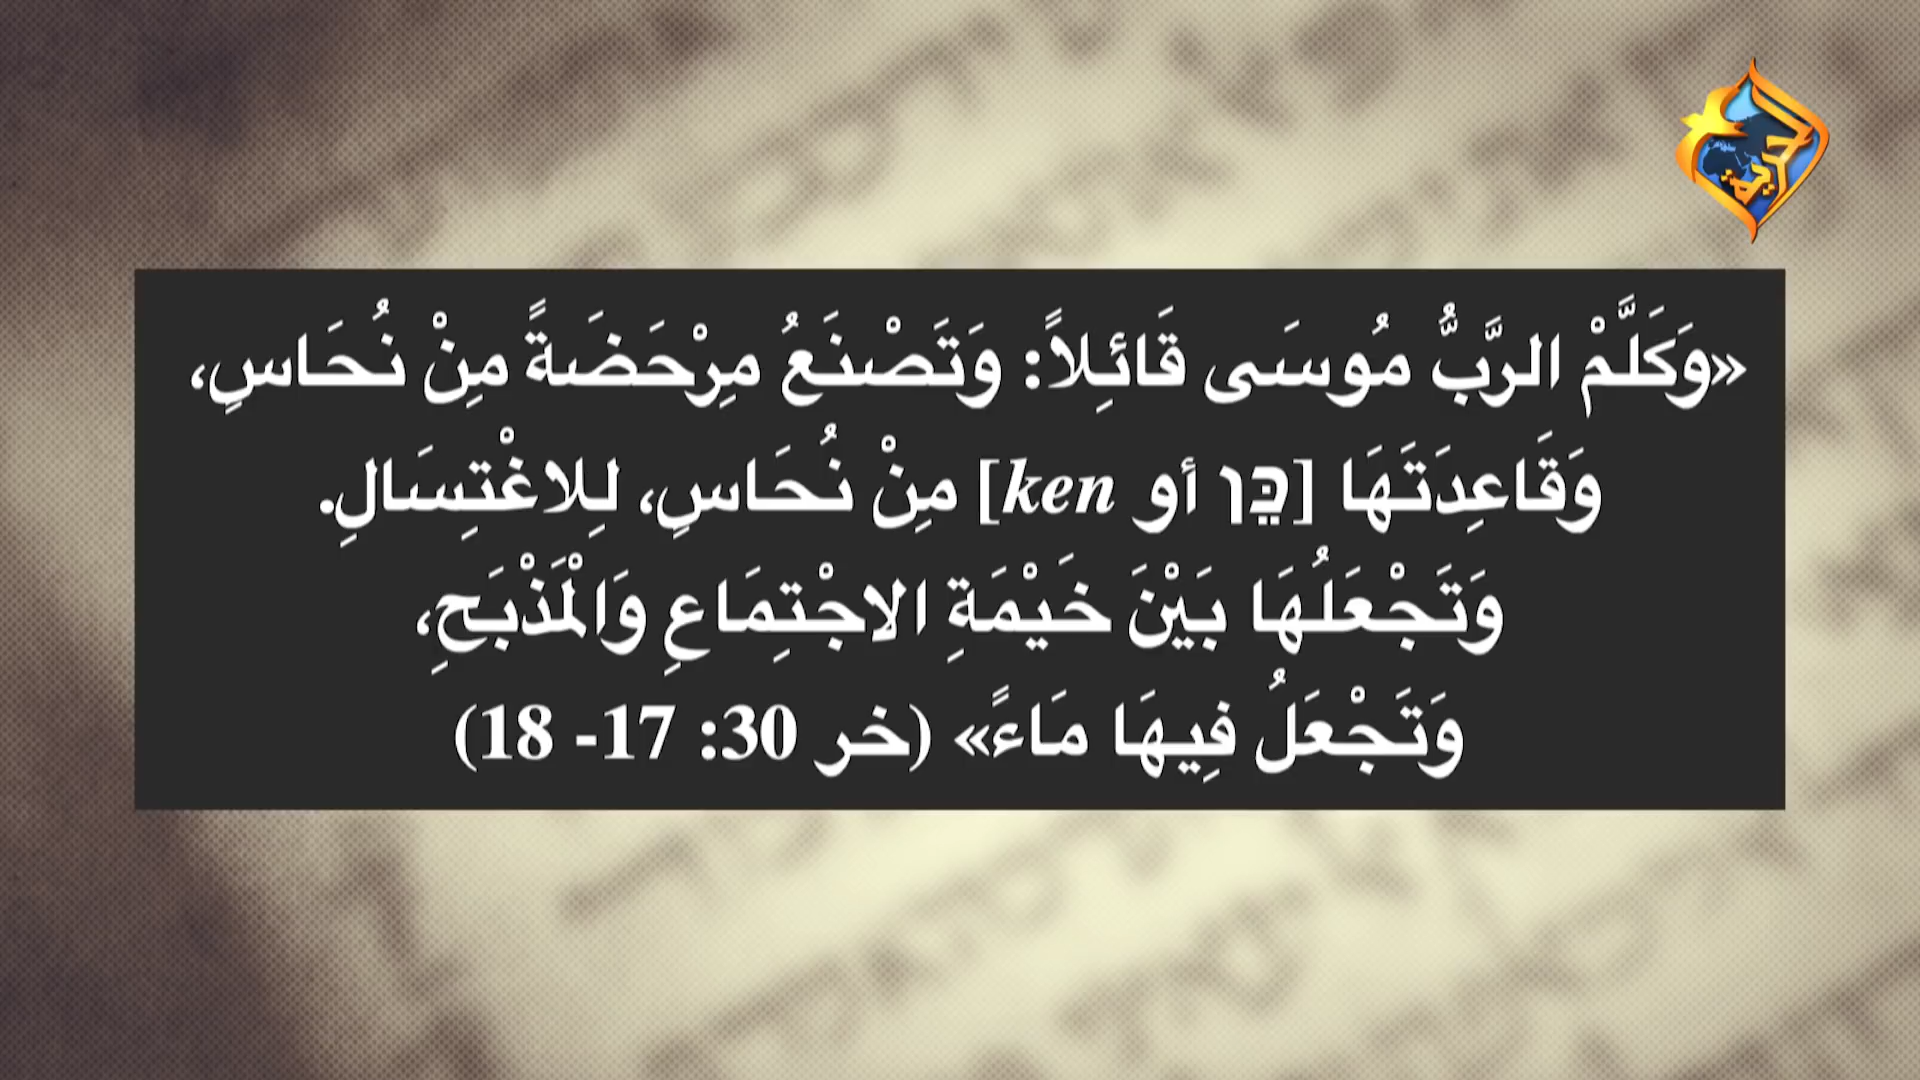 الحرية
«وَكَلَّمْ الرَّبُّ مُوسَى قَائِلاً: وَتَصْنَعُ مِرْحَضَةً مِنْ نُحَاسٍ،
وَقَاعِدَتَهَا [כֵּן أو ken] مِنْ نُحَاسٍ، لِلاغْتِسَالِ.
وَتَجْعَلُهَا بَيْنَ خَيْمَةِ الاجْتِمَاعِ وَالْمَذْبَحِ،
وَتَجْعَلُ فِيهَا مَاءً» (خر 30: 17- 18)